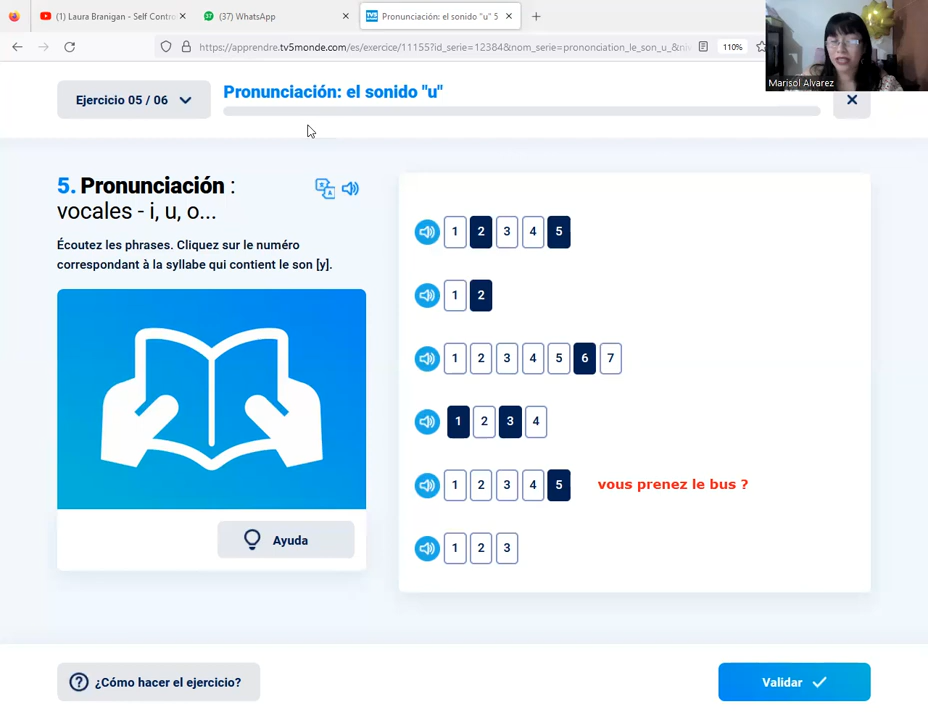 (1) Laura Branigan - Self Contro
(37) WhatsApp
TV5 Pronunciación: el sonido "u" 5
https://apprendre.tv5monde.com/es/exercice/11155?id_serie=12384&nom_serie=prononciation_le_son_u_&ni
110%
Marisol Alvarez
Ejercicio 05 / 06
Pronunciación: el sonido "u"
5. Pronunciación :
vocales - i, u, o...
Écoutez les phrases. Cliquez sur le numéro
correspondant à la syllabe qui contient le son [y].
Ayuda
1 2 3 4 5
1 2
1 2 3 4 5 6 7
1 2 3 4
1 2 3 4 5 vous prenez le bus ?
1 2 3
¿Cómo hacer el ejercicio?
Validar